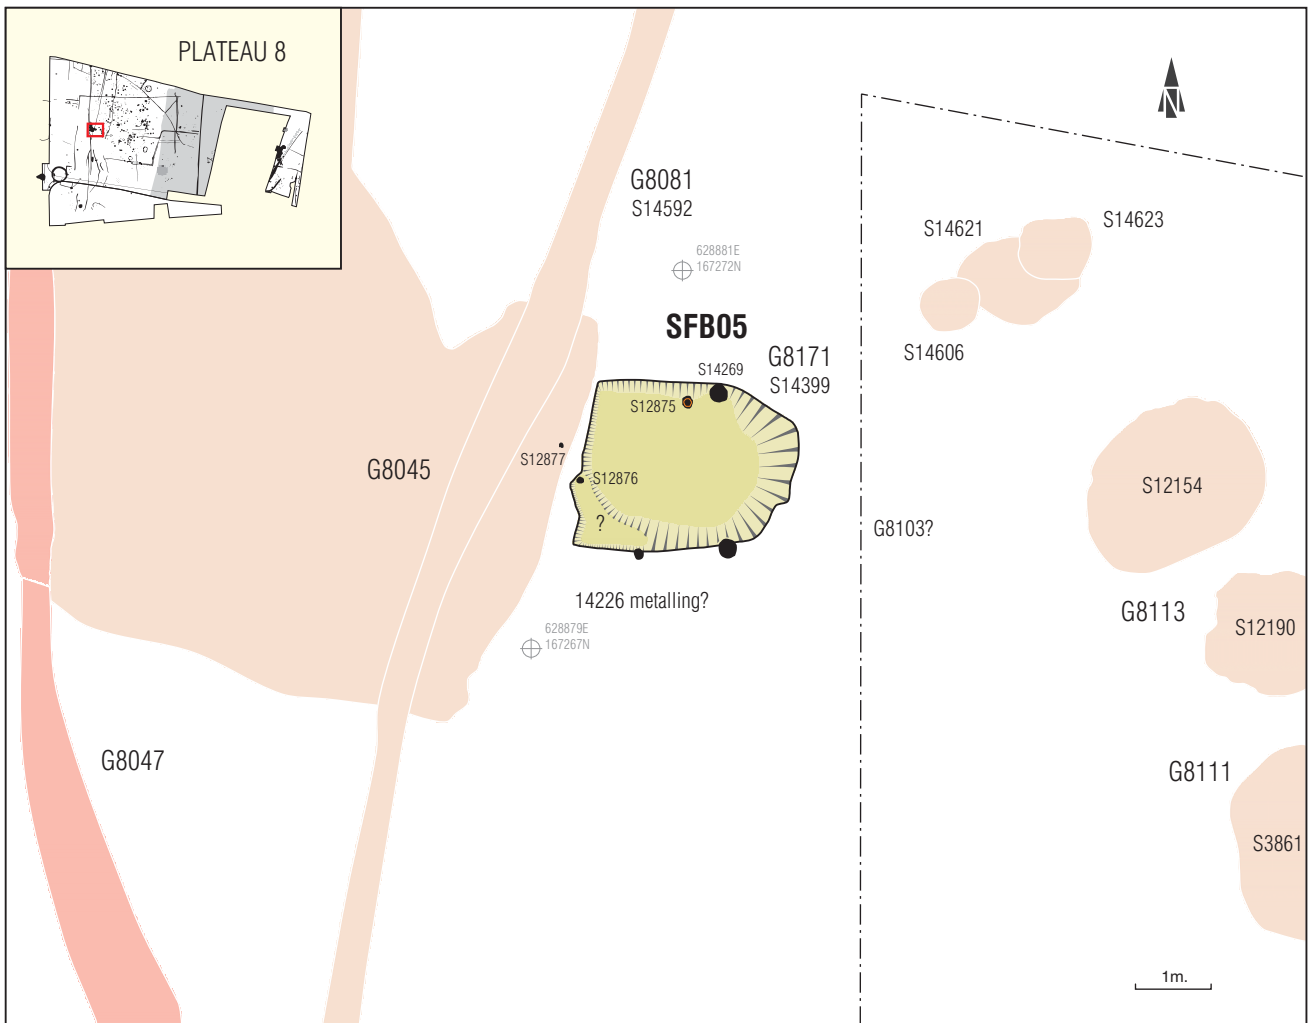 PLATEAU 8
N
G8081
S14592
628881E
167272N
S14621
S14623
S14606
SFB05
G8171
S14399
S14269
S12875
S12877
S12876
?
G8045
G8103?
S12154
14226 metalling?
628879E
167267N
G8113
S12190
G8047
G8111
S3861
1m.